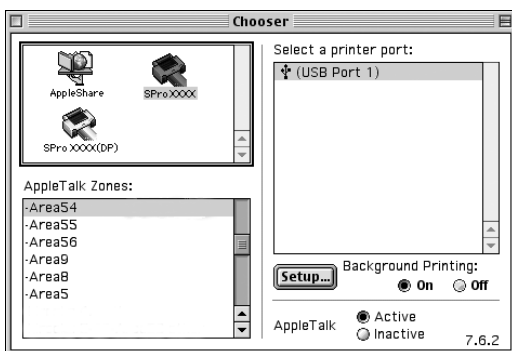 Chooser
AppleShare
SPro XXXX
SPro XXXX(DP)
AppleTalk Zones:
-Area54
-Area55
-Area56
-Area9
-Area8
-Area5
Select a printer port:
(USB Port 1)
Setup...
Background Printing:
On Off
AppleTalk
Active
Inactive
7.6.2